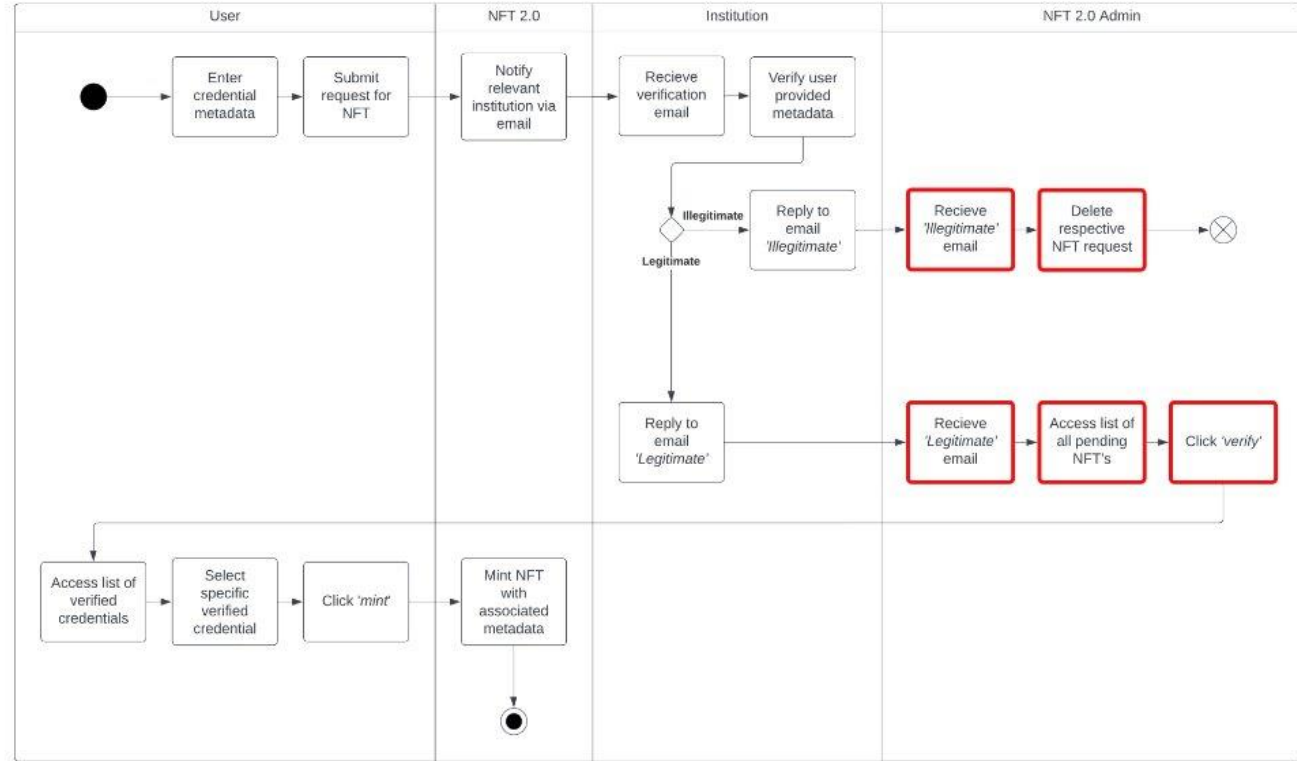 User
NFT 2.0
Institution
NFT 2.0 Admin
Enter
credential
metadata
Submit
request for
NFT
Notify
relevant
institution via
email
Recieve
verification
email
Verify user
provided
metadata
Illegitimate
Reply to
email
'Illegitimate'
Recieve
'Illegitimate'
email
Delete
respective
NFT request
Legitimate
Reply to
email
'Legitimate'
Recieve
'Legitimate'
email
Access list of
all pending
NFT's
Click 'verify'
Access list of
verified
credentials
Select
specific
verified
credential
Click 'mint'
Mint NFT
with
associated
metadata